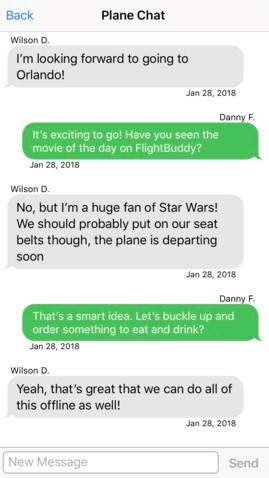 Back Plane Chat
Wilson D.
I'm looking forward to going to
Orlando!
Jan 28, 2018
Danny F.
It's exciting to go! Have you seen the
movie of the day on FlightBuddy?
Jan 28, 2018
Wilson D.
No, but I'm a huge fan of Star Wars!
We should probably put on our seat
belts though, the plane is departing
soon
Jan 28, 2018
Danny F.
That's a smart idea. Let's buckle up and
order something to eat and drink?
Jan 28, 2018
Wilson D.
Yeah, that's great that we can do all of
this offline as well!
Jan 28, 2018
New Message Send